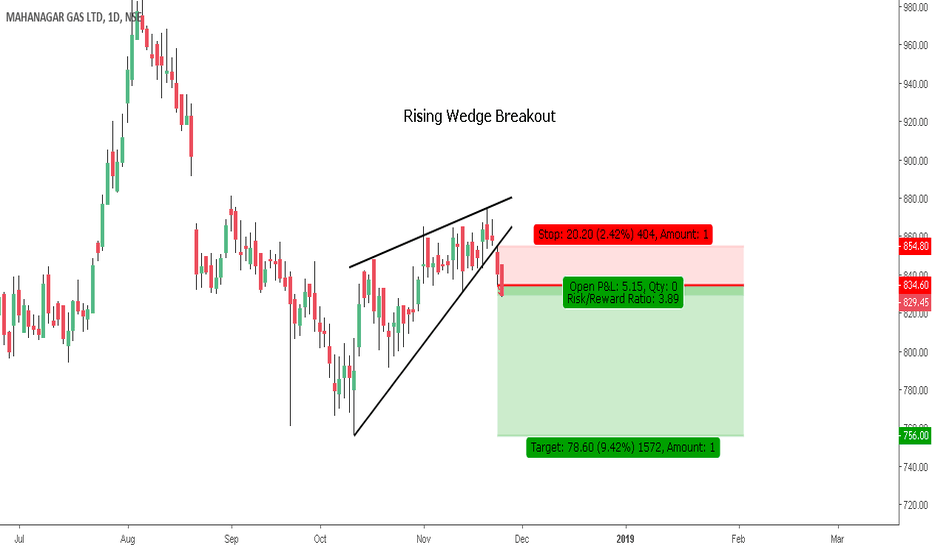 MAHANAGAR GAS LTD, 1D, NSE
980.00
960.00
940.00
Rising Wedge Breakout
920.00
900.00
880.00
Stop: 20.20 (2.42%) 404, Amount: 1
860.00
854.80
840.00
Open P&L: 5.15, Qty: 0
834.60
Risk/Reward Ratio: 3.89
829.45
820.00
800.00
780.00
756.00
Target: 78.60 (9.42%) 1572, Amount: 1
740.00
720.00
Jul Aug Sep Oct Nov Dec 2019 Feb Mar